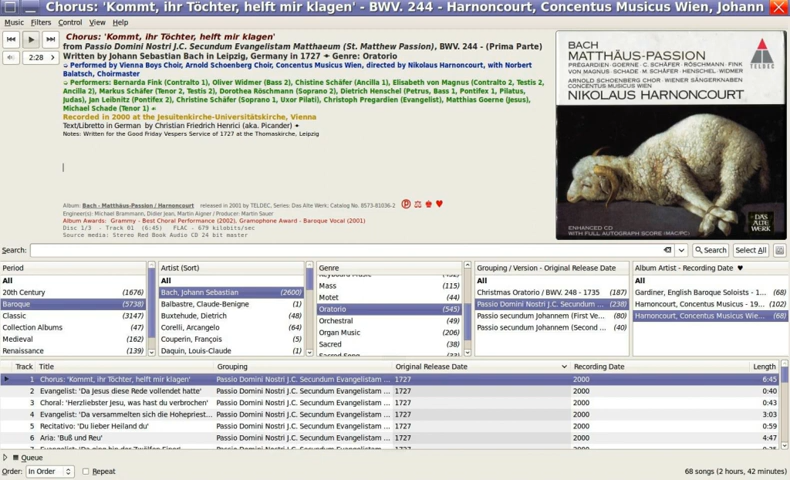 Chorus: 'Kommt, ihr Töchter, helft mir klagen' - BWV. 244 - Harnoncourt, Concentus Musicus Wien, Johann
Music Filters Control View Help
Chorus: 'Kommt, ihr Töchter, helft mir klagen'
from Passio Domini Nostri J.C. Secundum Evangelistam Matthaeum (St. Matthew Passion), BWV. 244 - (Prima Parte)
Written by Johann Sebastian Bach in Leipzig, Germany in 1727 Genre: Oratorio
2:28
Performed by Vienna Boys Choir, Arnold Schoenberg Choir, Concentus Musicus Wien, directed by Nikolaus Harnoncourt, with Norbert
Balatsch, Choirmaster
Performers: Bernarda Fink (Contralto 1), Oliver Widmer (Bass 2), Christine Schäfer (Ancilla 1), Elisabeth von Magnus (Contralto 2, Testis 2,
Ancilla 2), Markus Schäfer (Tenor 2, Testis 2), Dorothea Röschmann (Soprano 2), Dietrich Henschel (Petrus, Bass 1, Pontifex 1, Pilatus,
Judas), Jan Leibnitz (Pontifex 2), Christine Schäfer (Soprano 1, Uxor Pilati), Christoph Pregardien (Evangelist), Matthias Goerne (Jesus),
Michael Schade (Tenor 1)
Recorded in 2000 at the Jesuitenkirche-Universitätskirche, Vienna
Text/Libretto in German by Christian Friedrich Henrici (aka. Picander)
Notes: Written for the Good Friday Vespers Service of 1727 at the Thomaskirche, Leipzig
Album: Bach - Matthäus-Passion / Harnoncourt released in 2001 by TELDEC, Series: Das Alte Werk; Catalog No. 8573-81036-2
Engineer(s): Michael Brammann, Didier Jean, Martin Aigner / Producer: Martin Sauer
Album Awards: Grammy - Best Choral Performance (2002), Gramophone Award - Baroque Vocal (2001)
Disc 1/3 - Track 01 (6:45) FLAC - 679 kilobits/sec
Source media: Stereo Red Book Audio CD 24 bit master
BACH
MATTHÄUS-PASSION
PREGARDIEN·GOERNE·C. SCHÄFER·RÖSCHMANN·FINK
VON MAGNUS·SCHADE·M. SCHÄFER·HENSCHEL·WIDMER
ARNOLD SCHOENBERG CHOR·WIENER SÄNGERKNABEN
CONCENTUS MUSICUS WIEN
NIKOLAUS HARNONCOURT
TELDEC
ENHANCED CD
WITH FULL AUTOGRAPH SCORE (MAC/PC)
DAS ALTE WERK
Search: Search Select All
Period Artist (Sort) Genre Grouping / Version - Original Release Date Album Artist - Recording Date ♥
All All Mass (115) All All
20th Century (1676) Bach, Johann Sebastian (2600) Motet (44) Christmas Oratorio / BWV. 248 - 1735 (187) Gardiner, English Baroque Soloists - 1... (68)
Baroque (5738) Balbastre, Claude-Benigne (1) Oratorio (545) Passio Domini Nostri J.C. Secundum ... (238) Harnoncourt, Concentus Musicus - 19... (102)
Classic (3147) Buxtehude, Dietrich (48) Orchestral (49) Passio secundum Johannem (First Ve... (80) Harnoncourt, Concentus Musicus Wie... (68)
Collection Albums (47) Corelli, Arcangelo (64) Organ Music (206) Passio secundum Johannem (Second ... (40)
Medieval (162) Couperin, François (5) Sacred (38)
Renaissance (139) Daquin, Louis-Claude (1) Sacred Song
Track Title Grouping Original Release Date Recording Date Length
1 Chorus: 'Kommt, ihr Töchter, helft mir klagen' Passio Domini Nostri J.C. Secundum Evangelistam ... 1727 2000 6:45
2 Evangelist: 'Da Jesus diese Rede vollendet hatte' Passio Domini Nostri J.C. Secundum Evangelistam ... 1727 2000 0:40
3 Choral: 'Herzliebster Jesu, was hast du verbrochen' Passio Domini Nostri J.C. Secundum Evangelistam ... 1727 2000 0:43
4 Evangelist: 'Da versammelten sich die Hohepriest... Passio Domini Nostri J.C. Secundum Evangelistam ... 1727 2000 3:03
5 Recitativo: 'Du lieber Heiland du' Passio Domini Nostri J.C. Secundum Evangelistam ... 1727 2000 0:59
6 Aria: 'Buß und Reu' Passio Domini Nostri J.C. Secundum Evangelistam ... 1727 2000 4:47
Queue
Order: In Order Repeat 68 songs (2 hours, 42 minutes)